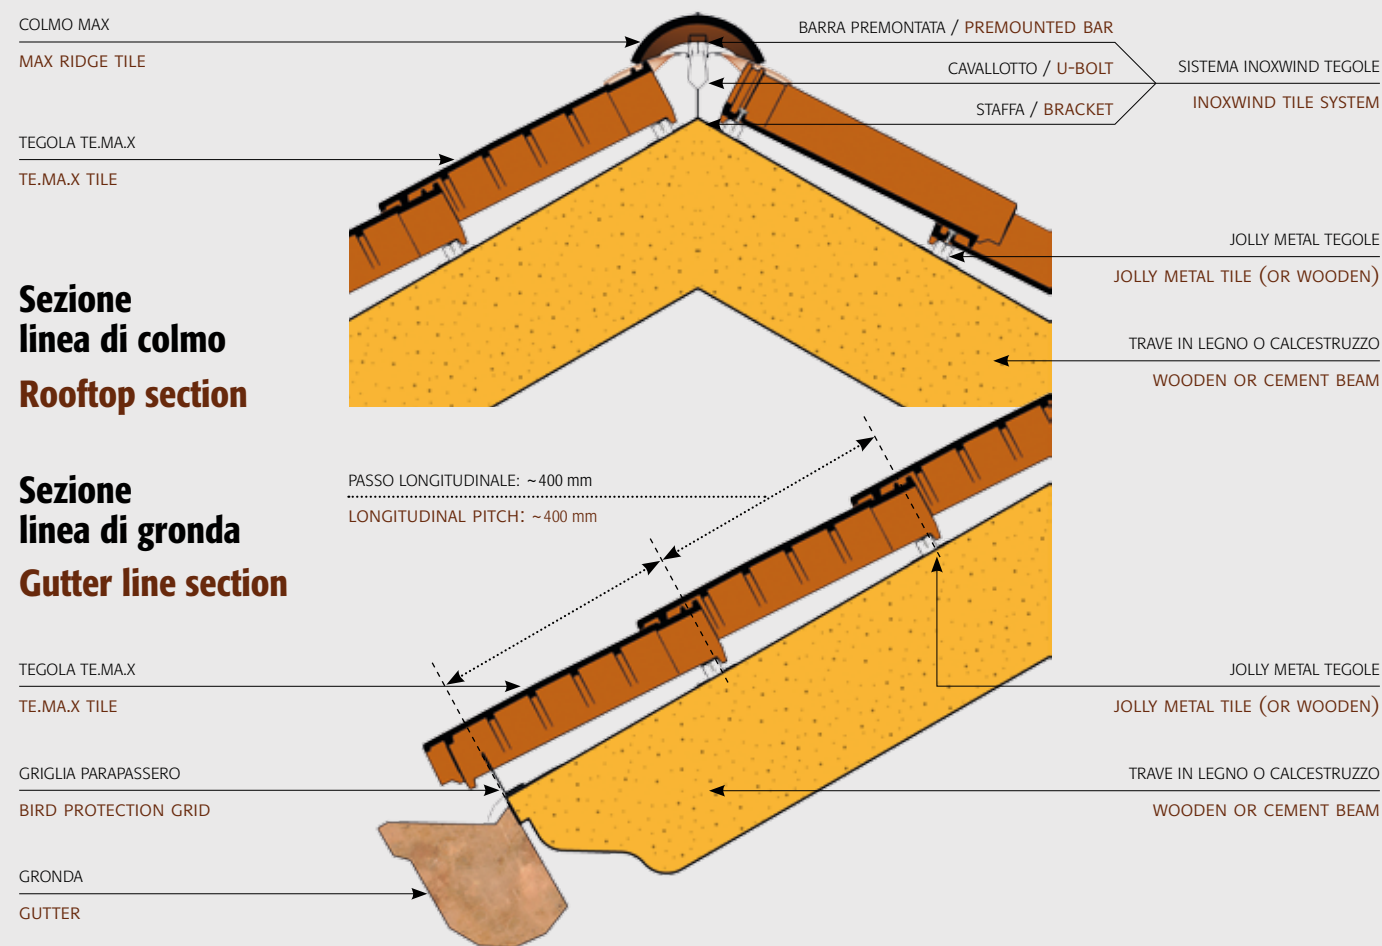 COLMO MAX
MAX RIDGE TILE
BARRA PREMONTATA / PREMOUNTED BAR
CAVALLOTTO / U-BOLT
STAFFA / BRACKET
SISTEMA INOXWIND TEGOLE
INOXWIND TILE SYSTEM
TEGOLA TE.MA.X
TE.MA.X TILE
JOLLY METAL TEGOLE
JOLLY METAL TILE (OR WOODEN)
Sezione
linea di colmo
Rooftop section
TRAVE IN LEGNO O CALCESTRUZZO
WOODEN OR CEMENT BEAM
Sezione
linea di gronda
Gutter line section
PASSO LONGITUDINALE: ~400 mm
LONGITUDINAL PITCH: ~400 mm
TEGOLA TE.MA.X
TE.MA.X TILE
JOLLY METAL TEGOLE
JOLLY METAL TILE (OR WOODEN)
GRIGLIA PARAPASSERO
BIRD PROTECTION GRID
TRAVE IN LEGNO O CALCESTRUZZO
WOODEN OR CEMENT BEAM
GRONDA
GUTTER